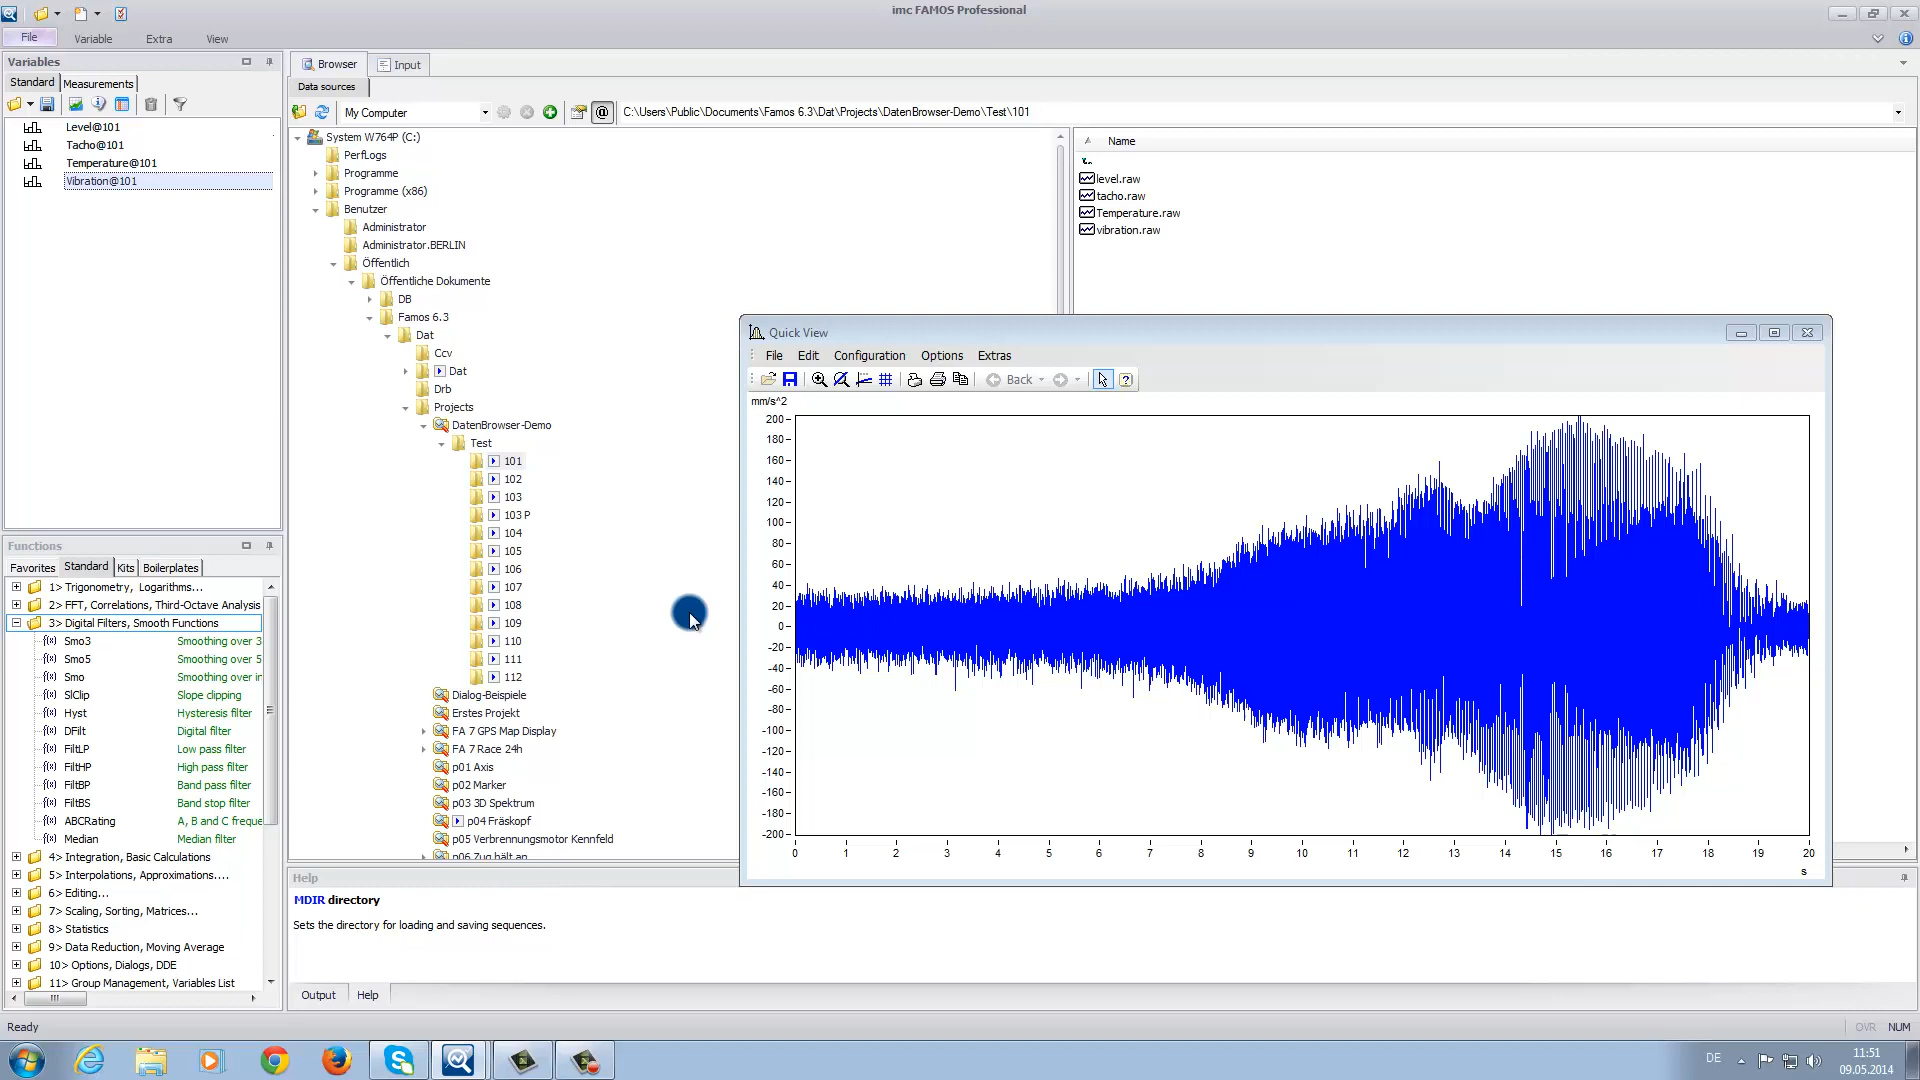 imc FAMOS Professional
File
Variable
Extra
View
Variables
Standard
Measurements
Level@101
Tacho@101
Temperature@101
Vibration@101
Functions
Favorites
Standard
Kits
Boilerplates
1> Trigonometry, Logarithms...
2> FFT, Correlations, Third-Octave Analysis
3> Digital Filters, Smooth Functions
Smo3 Smoothing over 3
Smo5 Smoothing over 5
Smo Smoothing over in
SlClip Slope clipping
Hyst Hysteresis filter
DFilt Digital filter
FiltLP Low pass filter
FiltHP High pass filter
FiltBP Band pass filter
FiltBS Band stop filter
ABCRating A, B and C freque
Median Median filter
4> Integration, Basic Calculations
5> Interpolations, Approximations....
6> Editing...
7> Scaling, Sorting, Matrices...
8> Statistics
9> Data Reduction, Moving Average
10> Options, Dialogs, DDE
11> Group Management, Variables List
Browser
Input
Data sources
My Computer
@
C:\Users\Public\Documents\Famos 6.3\Dat\Projects\DatenBrowser-Demo\Test\101
System W764P (C:)
PerfLogs
Programme
Programme (x86)
Benutzer
Administrator
Administrator.BERLIN
Öffentlich
Öffentliche Dokumente
DB
Famos 6.3
Dat
Ccv
Dat
Drb
Projects
DatenBrowser-Demo
Test
101
102
103
103 P
104
105
106
107
108
109
110
111
112
Dialog-Beispiele
Erstes Projekt
FA 7 GPS Map Display
FA 7 Race 24h
p01 Axis
p02 Marker
p03 3D Spektrum
p04 Fräskopf
p05 Verbrennungsmotor Kennfeld
p06 Zug hält an
Name
level.raw
tacho.raw
Temperature.raw
vibration.raw
Quick View
File
Edit
Configuration
Options
Extras
Back
mm/s^2
200
180
160
140
120
100
80
60
40
20
0
-20
-40
-60
-80
-100
-120
-140
-160
-180
-200
0 1 2 3 4 5 6 7 8 9 10 11 12 13 14 15 16 17 18 19 20
s
Help
MDIR directory
Sets the directory for loading and saving sequences.
Output
Help
Ready
OVR
NUM
DE
11:51
09.05.2014